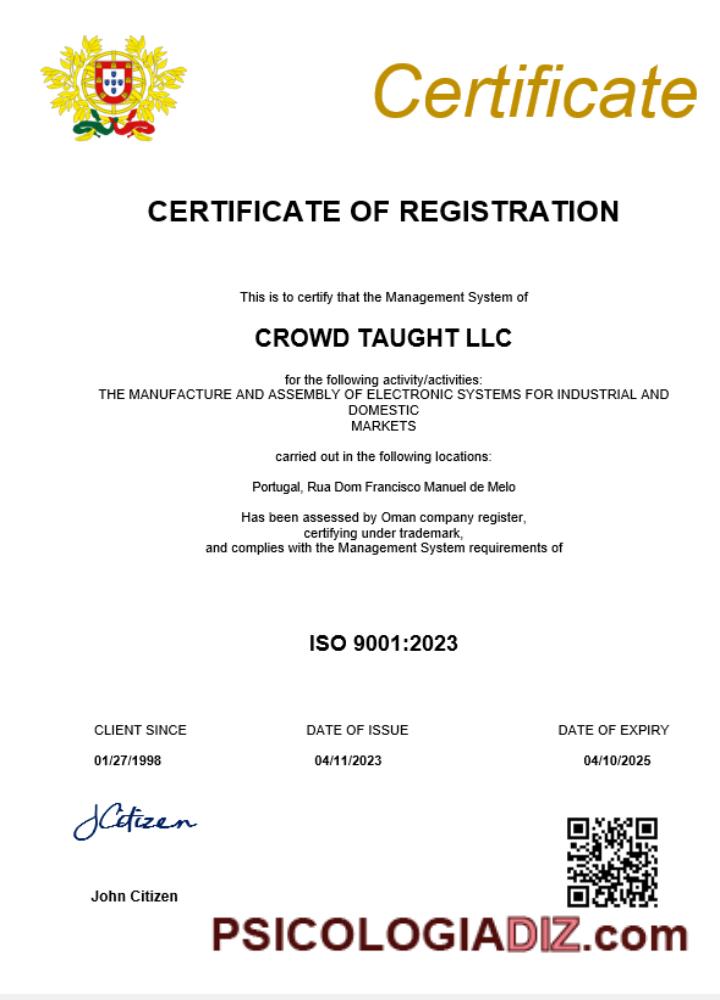 Certificate
CERTIFICATE OF REGISTRATION
This is to certify that the Management System of
CROWD TAUGHT LLC
for the following activity/activities:
THE MANUFACTURE AND ASSEMBLY OF ELECTRONIC SYSTEMS FOR INDUSTRIAL AND
DOMESTIC
MARKETS
carried out in the following locations:
Portugal, Rua Dom Francisco Manuel de Melo
Has been assessed by Oman company register,
certifying under trademark,
and complies with the Management System requirements of
ISO 9001:2023
CLIENT SINCE DATE OF ISSUE DATE OF EXPIRY
01/27/1998 04/11/2023 04/10/2025
JCitizen
John Citizen
PSICOLOGIADIZ.com